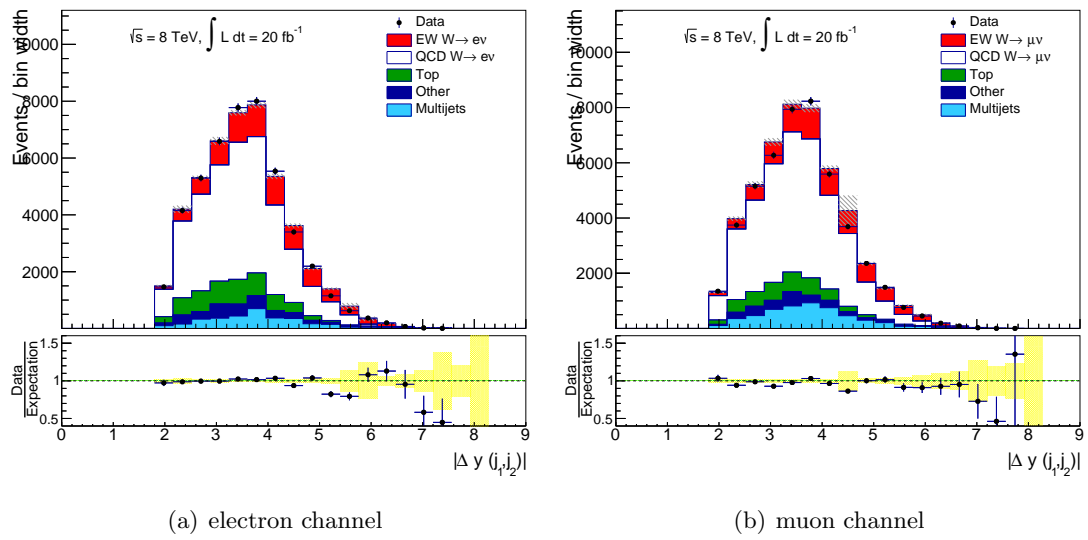 Events / bin width
10000
8000
6000
4000
2000
√s = 8 TeV, ∫ L dt = 20 fb⁻¹
Data
EW W→ eν
QCD W→ eν
Top
Other
Multijets
Data
Expectation
1.5
1
0.5
0 1 2 3 4 5 6 7 8 9
|Δ y (j₁,j₂)|
(a) electron channel
Events / bin width
10000
8000
6000
4000
2000
√s = 8 TeV, ∫ L dt = 20 fb⁻¹
Data
EW W→ μν
QCD W→ μν
Top
Other
Multijets
Data
Expectation
1.5
1
0.5
0 1 2 3 4 5 6 7 8 9
|Δ y (j₁,j₂)|
(b) muon channel